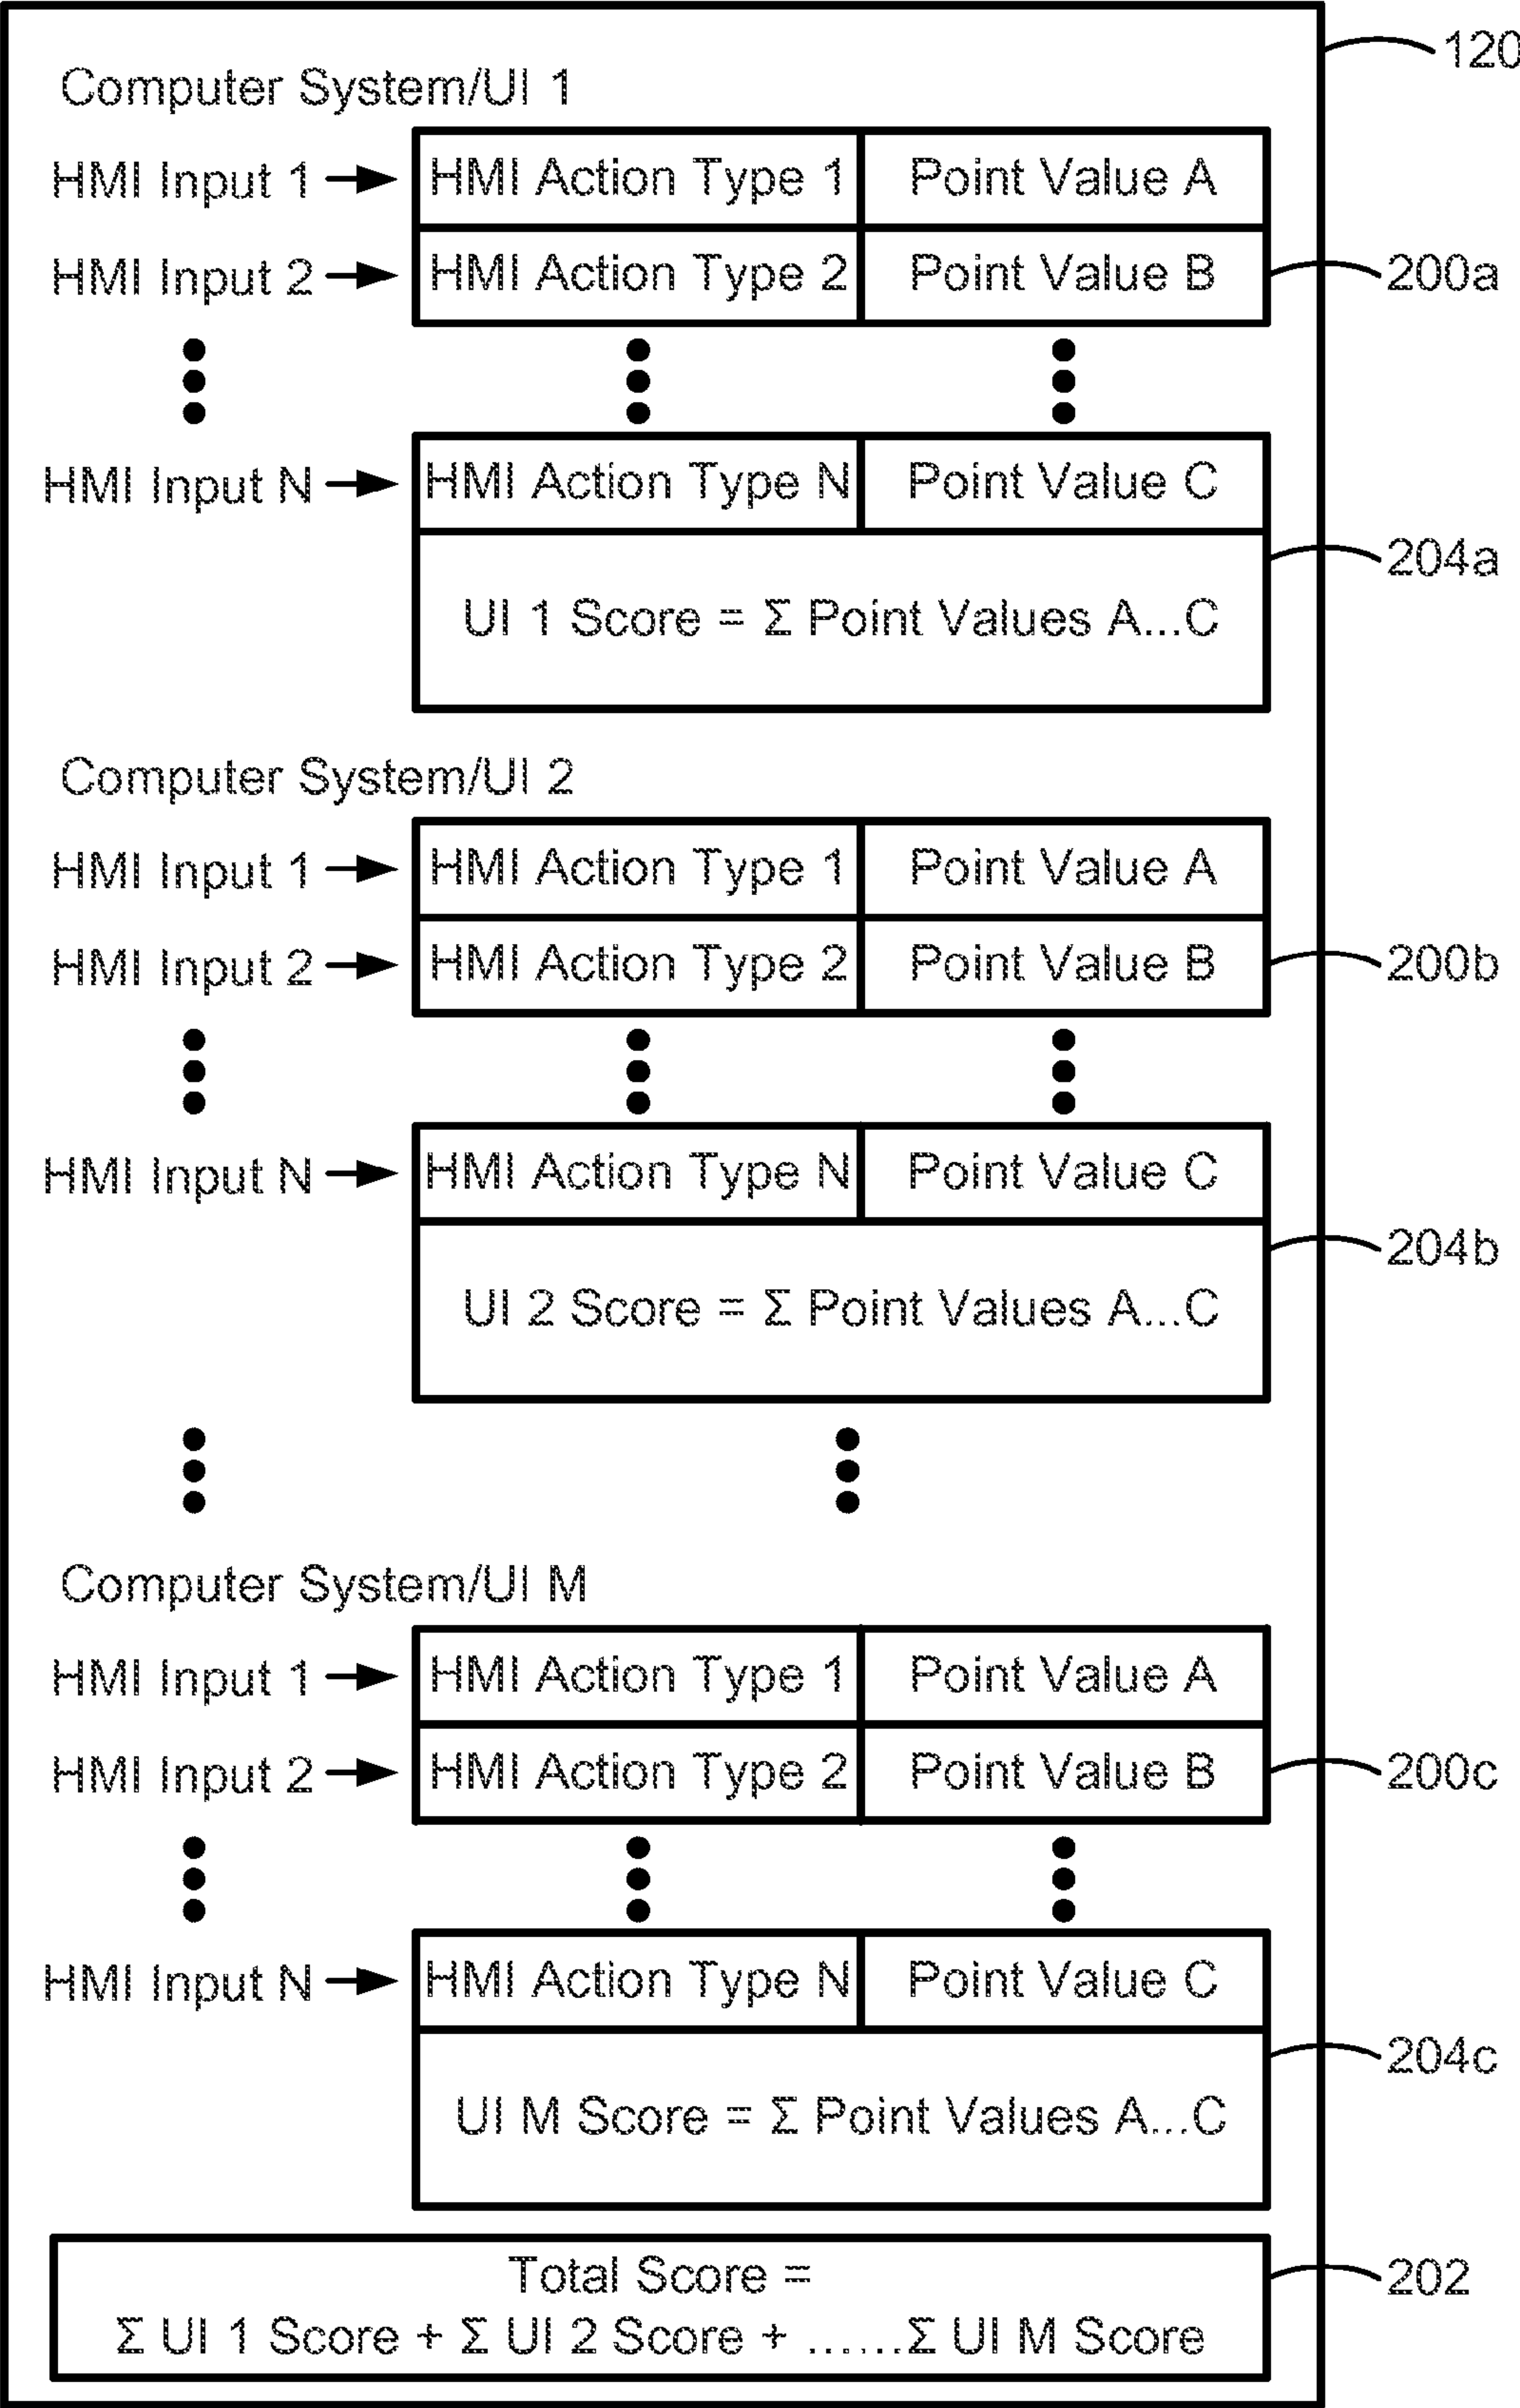 120
Computer System/UI 1
HMI Input 1 HMI Action Type 1 Point Value A
HMI Input 2 HMI Action Type 2 Point Value B 200a
HMI Input N HMI Action Type N Point Value C
204a
UI 1 Score = Σ Point Values A...C
Computer System/UI 2
HMI Input 1 HMI Action Type 1 Point Value A
HMI Input 2 HMI Action Type 2 Point Value B 200b
HMI Input N HMI Action Type N Point Value C
204b
UI 2 Score = Σ Point Values A...C
Computer System/UI M
HMI Input 1 HMI Action Type 1 Point Value A
HMI Input 2 HMI Action Type 2 Point Value B 200c
HMI Input N HMI Action Type N Point Value C
204c
UI M Score = Σ Point Values A...C
Total Score = 202
Σ UI 1 Score + Σ UI 2 Score + ......Σ UI M Score